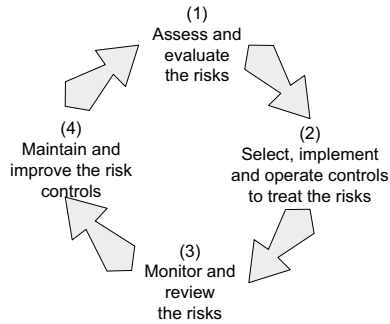 (1)
Assess and
evaluate
the risks
(2)
Select, implement
and operate controls
to treat the risks
(3)
Monitor and
review
the risks
(4)
Maintain and
improve the risk
controls